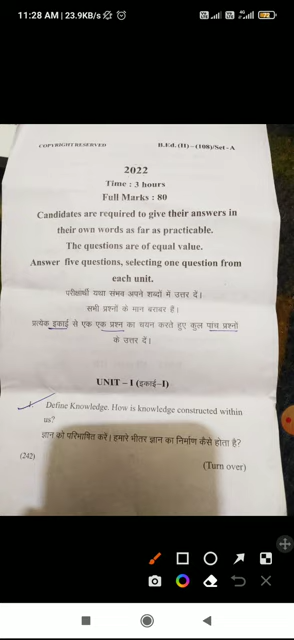 11:28 AM | 23.9KB/s
4G
72
COPYRIGHT RESERVED B.Ed. (II) – (108)/Set - A
2022
Time : 3 hours
Full Marks : 80
Candidates are required to give their answers in
their own words as far as practicable.
The questions are of equal value.
Answer five questions, selecting one question from
each unit.
परीक्षार्थी यथा संभव अपने शब्दों में उत्तर दें।
सभी प्रश्नों के मान बराबर हैं।
प्रत्येक इकाई से एक एक प्रश्न का चयन करते हुए कुल पांच प्रश्नों
के उत्तर दें।
UNIT – I (इकाई-I)
Define Knowledge. How is knowledge constructed within
us?
ज्ञान को परिभाषित करें। हमारे भीतर ज्ञान का निर्माण कैसे होता है?
(242)
(Turn over)